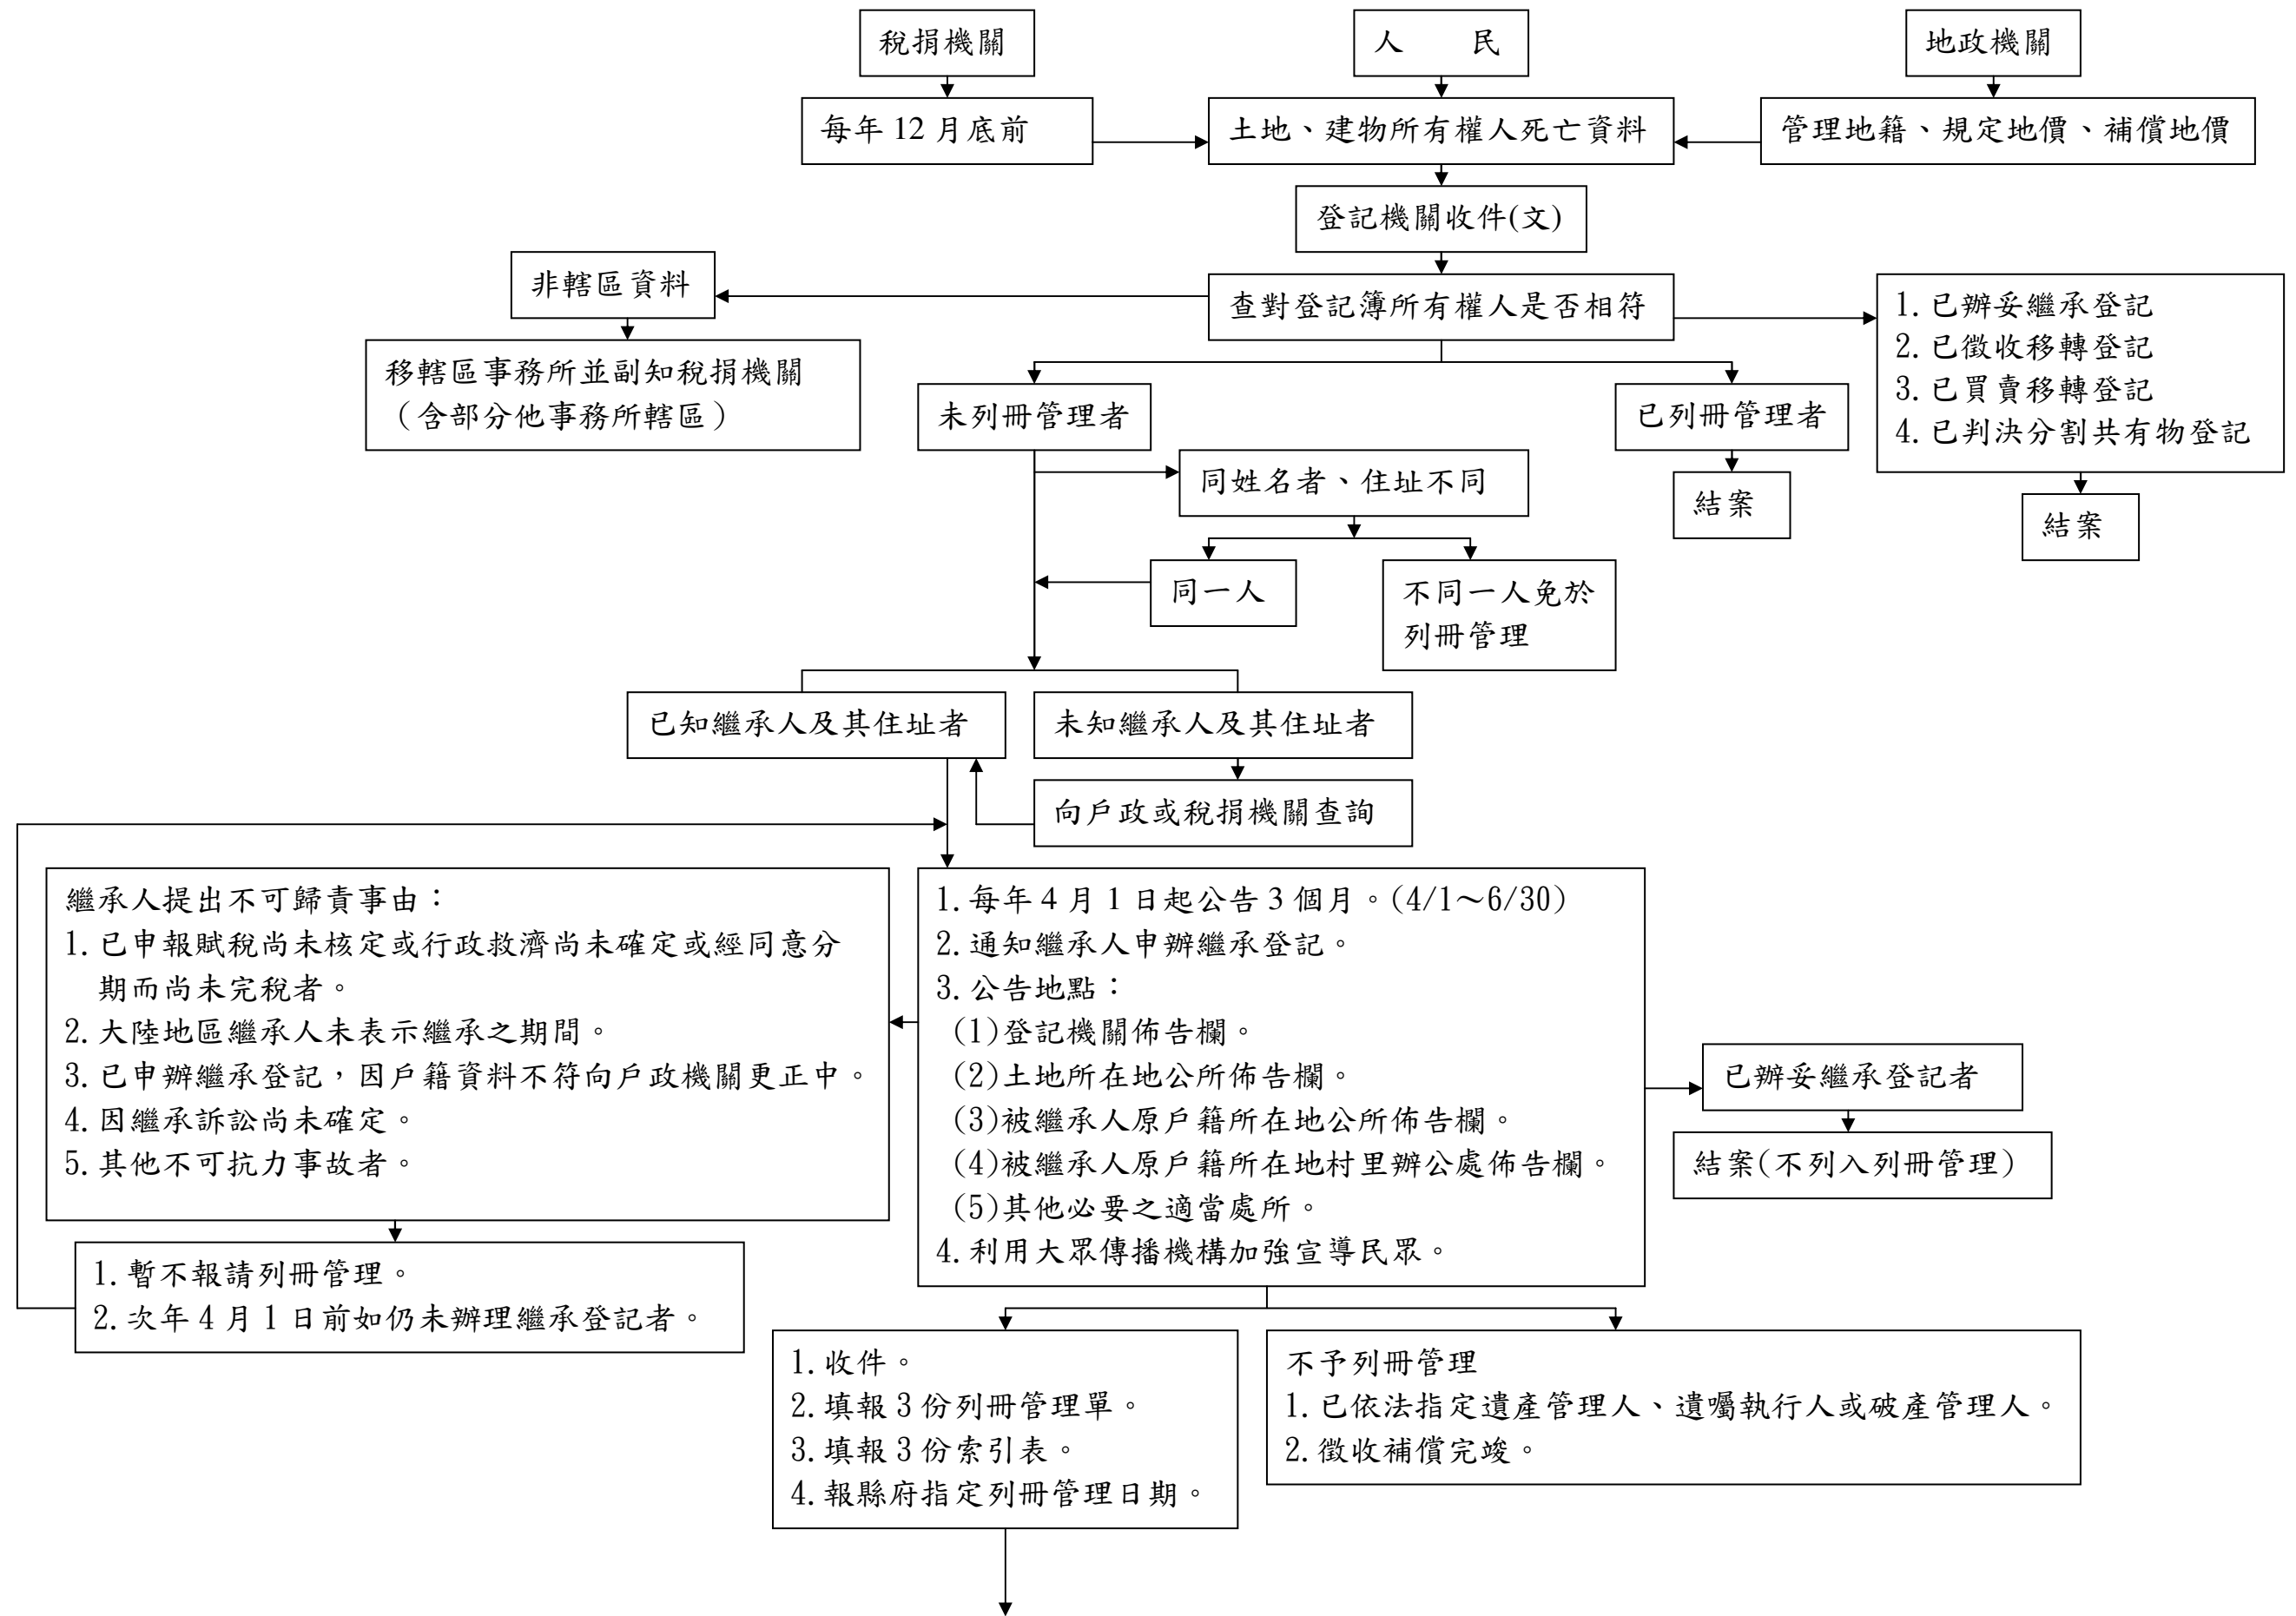 稅捐機關
人　　民
地政機關
每年 12 月底前
土地、建物所有權人死亡資料
管理地籍、規定地價、補償地價
登記機關收件(文)
非轄區資料
查對登記簿所有權人是否相符
1. 已辦妥繼承登記
2. 已徵收移轉登記
3. 已買賣移轉登記
4. 已判決分割共有物登記
移轄區事務所並副知稅捐機關
（含部分他事務所轄區）
未列冊管理者
已列冊管理者
同姓名者、住址不同
結案
結案
同一人
不同一人免於
列冊管理
已知繼承人及其住址者
未知繼承人及其住址者
向戶政或稅捐機關查詢
繼承人提出不可歸責事由：
1. 已申報賦稅尚未核定或行政救濟尚未確定或經同意分
期而尚未完稅者。
2. 大陸地區繼承人未表示繼承之期間。
3. 已申辦繼承登記，因戶籍資料不符向戶政機關更正中。
4. 因繼承訴訟尚未確定。
5. 其他不可抗力事故者。
1. 每年 4 月 1 日起公告 3 個月。(4/1～6/30)
2. 通知繼承人申辦繼承登記。
3. 公告地點：
(1)登記機關佈告欄。
(2)土地所在地公所佈告欄。
(3)被繼承人原戶籍所在地公所佈告欄。
(4)被繼承人原戶籍所在地村里辦公處佈告欄。
(5)其他必要之適當處所。
4. 利用大眾傳播機構加強宣導民眾。
已辦妥繼承登記者
結案(不列入列冊管理)
1. 暫不報請列冊管理。
2. 次年 4 月 1 日前如仍未辦理繼承登記者。
1. 收件。
2. 填報 3 份列冊管理單。
3. 填報 3 份索引表。
4. 報縣府指定列冊管理日期。
不予列冊管理
1. 已依法指定遺產管理人、遺囑執行人或破產管理人。
2. 徵收補償完竣。